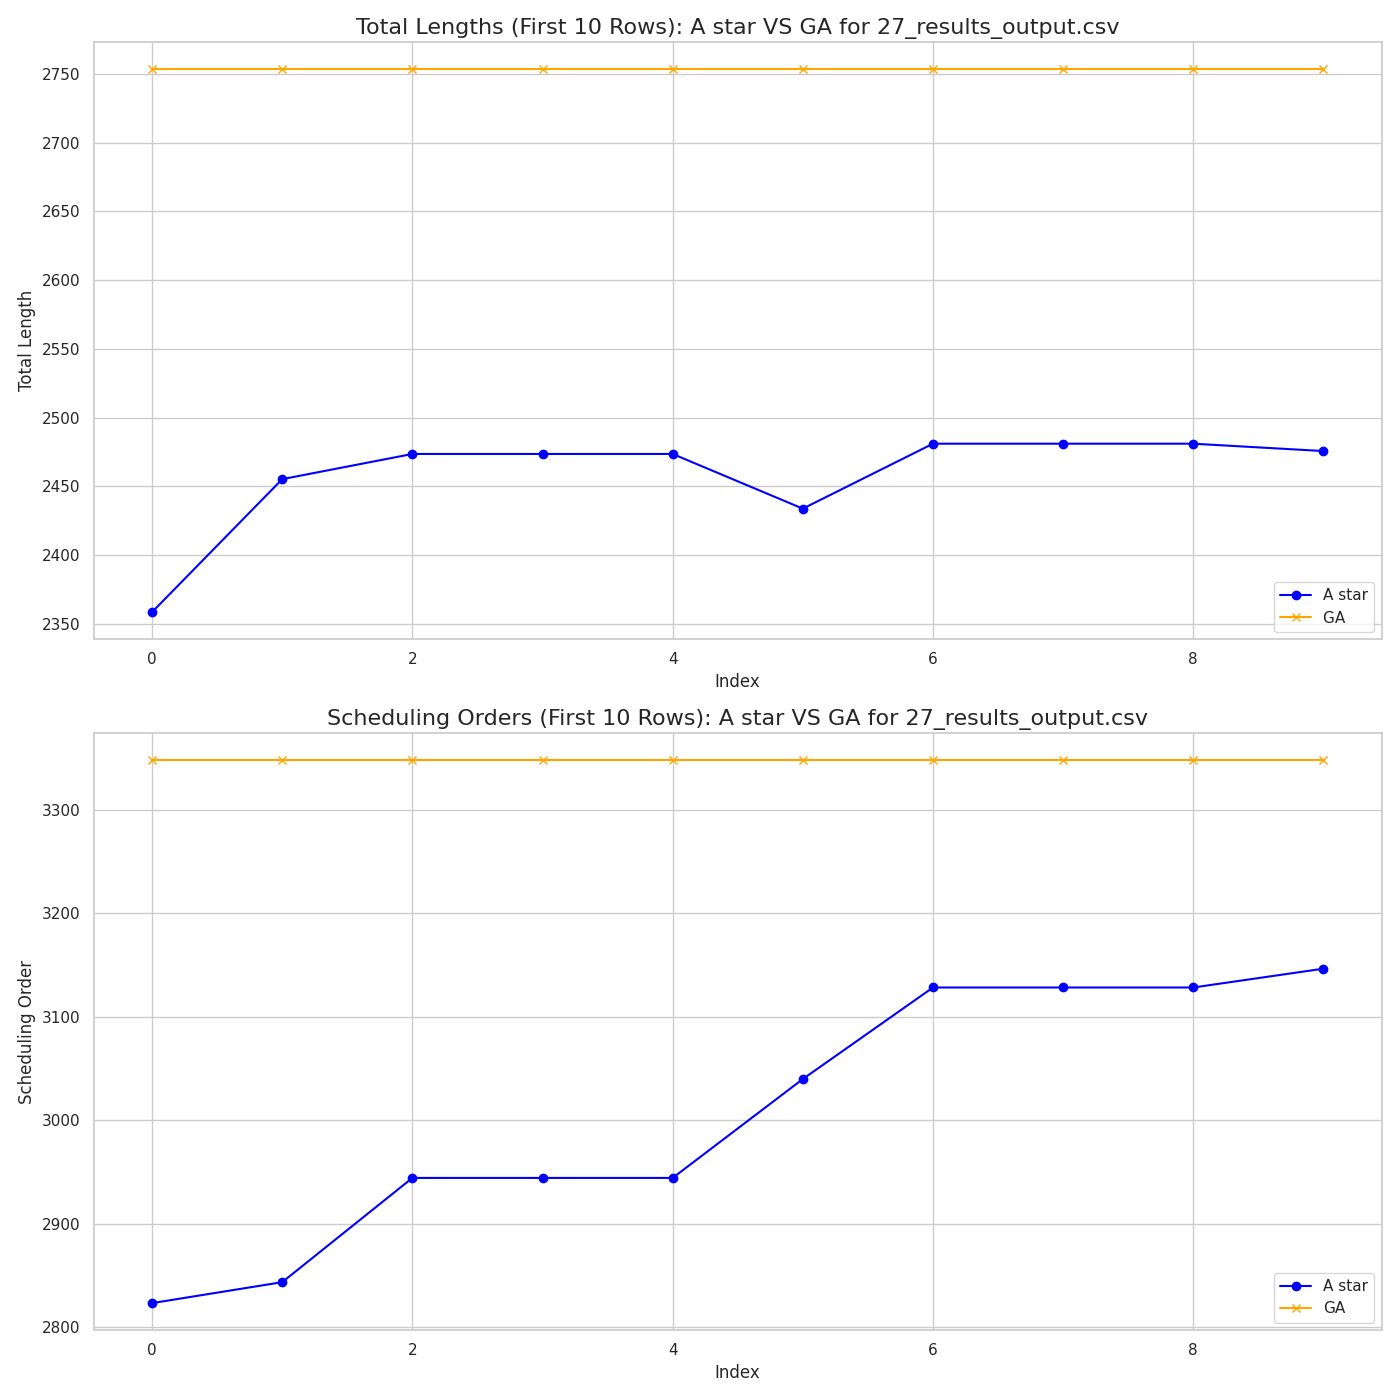 Total Lengths (First 10 Rows): A star VS GA for 27_results_output.csv
Total Length
2750
2700
2650
2600
2550
2500
2450
2400
2350
A star
GA
0 2 4 6 8
Index
Scheduling Orders (First 10 Rows): A star VS GA for 27_results_output.csv
Scheduling Order
3300
3200
3100
3000
2900
2800
A star
GA
0 2 4 6 8
Index